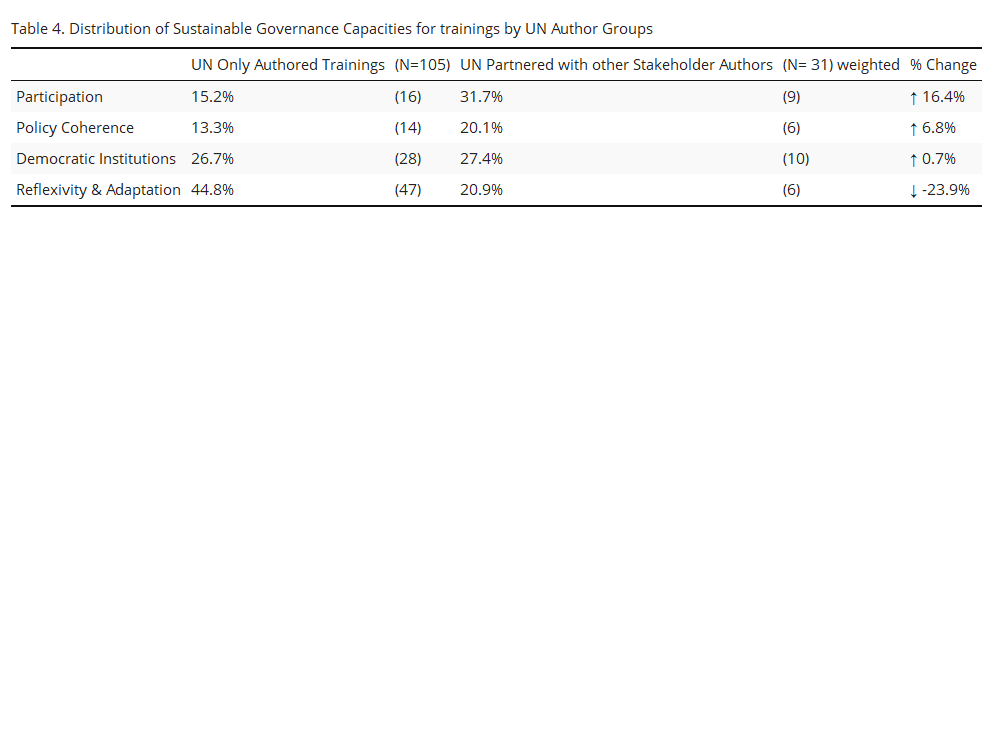 Table 4. Distribution of Sustainable Governance Capacities for trainings by UN Author Groups
UN Only Authored Trainings (N=105) UN Partnered with other Stakeholder Authors (N= 31) weighted % Change
Participation 15.2% (16) 31.7% (9) ↑ 16.4%
Policy Coherence 13.3% (14) 20.1% (6) ↑ 6.8%
Democratic Institutions 26.7% (28) 27.4% (10) ↑ 0.7%
Reflexivity & Adaptation 44.8% (47) 20.9% (6) ↓ -23.9%